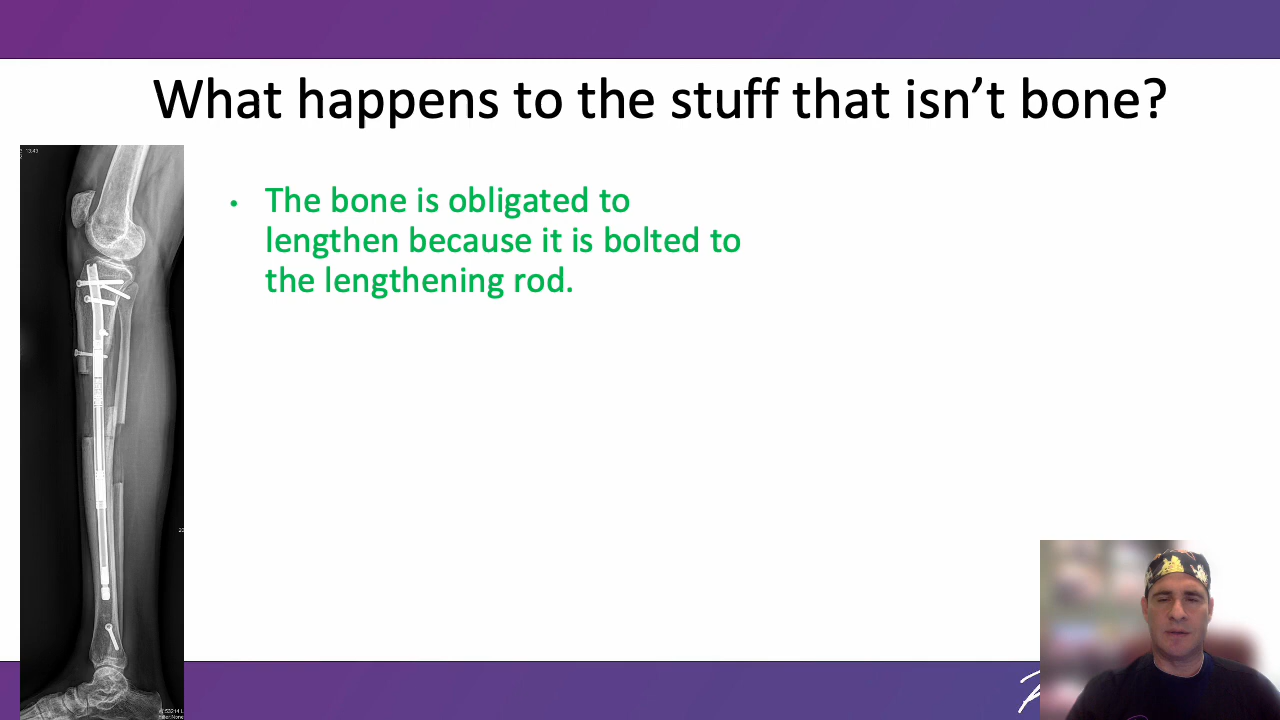 What happens to the stuff that isn’t bone?
• The bone is obligated to
lengthen because it is bolted to
the lengthening rod.